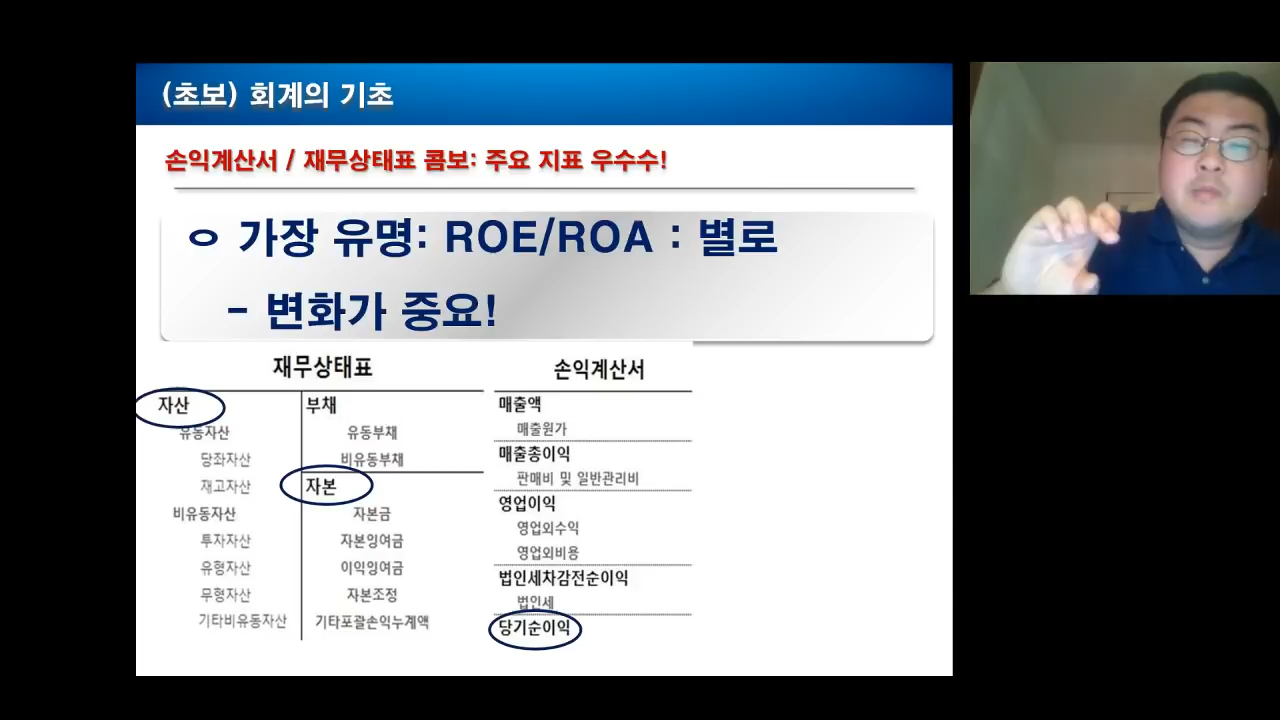 (초보) 회계의 기초
손익계산서 / 재무상태표 콤보: 주요 지표 우수수!
ㅇ 가장 유명: ROE/ROA : 별로
- 변화가 중요!
재무상태표
자산
유동자산
당좌자산
재고자산
비유동자산
투자자산
유형자산
무형자산
기타비유동자산
부채
유동부채
비유동부채
자본
자본금
자본잉여금
이익잉여금
자본조정
기타포괄손익누계액
손익계산서
매출액
매출원가
매출총이익
판매비 및 일반관리비
영업이익
영업외수익
영업외비용
법인세차감전순이익
법인세
당기순이익